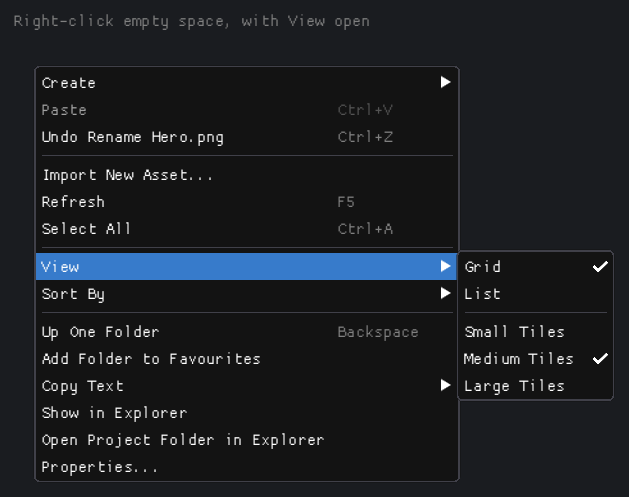 Right-click empty space, with View open
Create
Paste Ctrl+V
Undo Rename Hero.png Ctrl+Z
Import New Asset...
Refresh F5
Select All Ctrl+A
View
Sort By
Up One Folder Backspace
Add Folder to Favourites
Copy Text
Show in Explorer
Open Project Folder in Explorer
Properties...
Grid
List
Small Tiles
Medium Tiles
Large Tiles